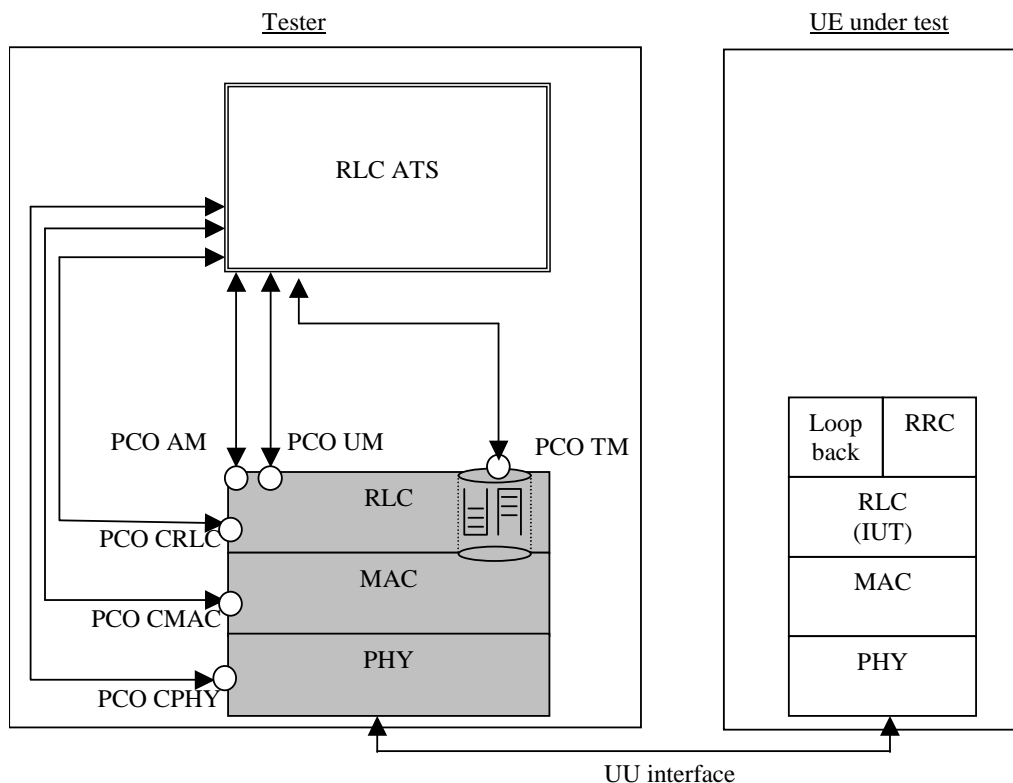 Tester
UE under test
RLC ATS
PCO AM
PCO UM
PCO TM
Loop
back
RRC
RLC
RLC
(IUT)
PCO CRLC
MAC
MAC
PCO CMAC
PHY
PHY
PCO CPHY
UU interface